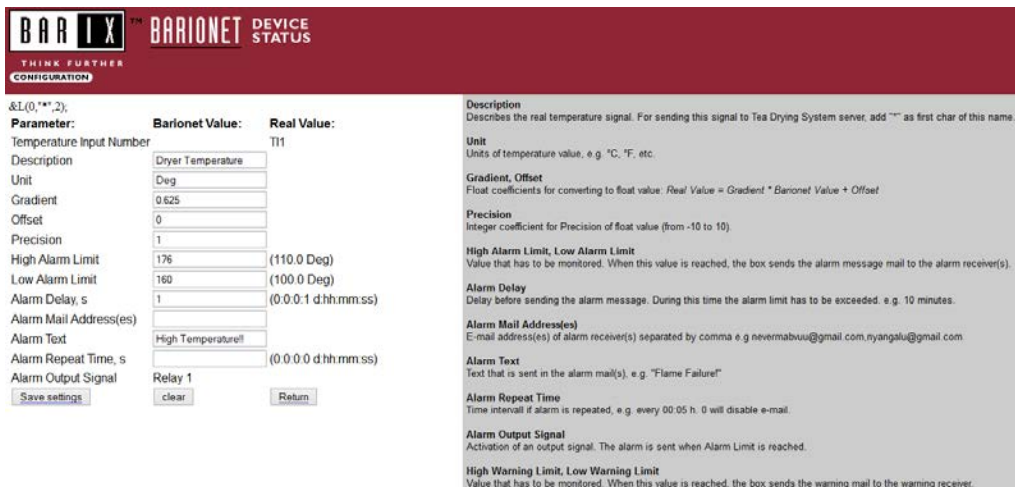 BARIX ™ BARIONET DEVICE STATUS
THINK FURTHER
CONFIGURATION
&L(0,"*",2);
Parameter: Barionet Value: Real Value:
Temperature Input Number TI1
Description Dryer Temperature
Unit Deg
Gradient 0.625
Offset 0
Precision 1
High Alarm Limit 176 (110.0 Deg)
Low Alarm Limit 160 (100.0 Deg)
Alarm Delay, s 1 (0:0:0:1 d:hh:mm:ss)
Alarm Mail Address(es)
Alarm Text High Temperature!!
Alarm Repeat Time, s (0:0:0:0 d:hh:mm:ss)
Alarm Output Signal Relay 1
Save settings clear Return
Description
Describes the real temperature signal. For sending this signal to Tea Drying System server, add "*" as first char of this name.
Unit
Units of temperature value, e.g. °C, °F, etc.
Gradient, Offset
Float coefficients for converting to float value: Real Value = Gradient * Barionet Value + Offset
Precision
Integer coefficient for Precision of float value (from -10 to 10).
High Alarm Limit, Low Alarm Limit
Value that has to be monitored. When this value is reached, the box sends the alarm message mail to the alarm receiver(s).
Alarm Delay
Delay before sending the alarm message. During this time the alarm limit has to be exceeded. e.g. 10 minutes.
Alarm Mail Address(es)
E-mail address(es) of alarm receiver(s) separated by comma e.g nevermabvuu@gmail.com,nyangalu@gmail.com
Alarm Text
Text that is sent in the alarm mail(s), e.g. "Flame Failure!"
Alarm Repeat Time
Time intervall if alarm is repeated, e.g. every 00:05 h. 0 will disable e-mail.
Alarm Output Signal
Activation of an output signal. The alarm is sent when Alarm Limit is reached.
High Warning Limit, Low Warning Limit
Value that has to be monitored. When this value is reached, the box sends the warning mail to the warning receiver.